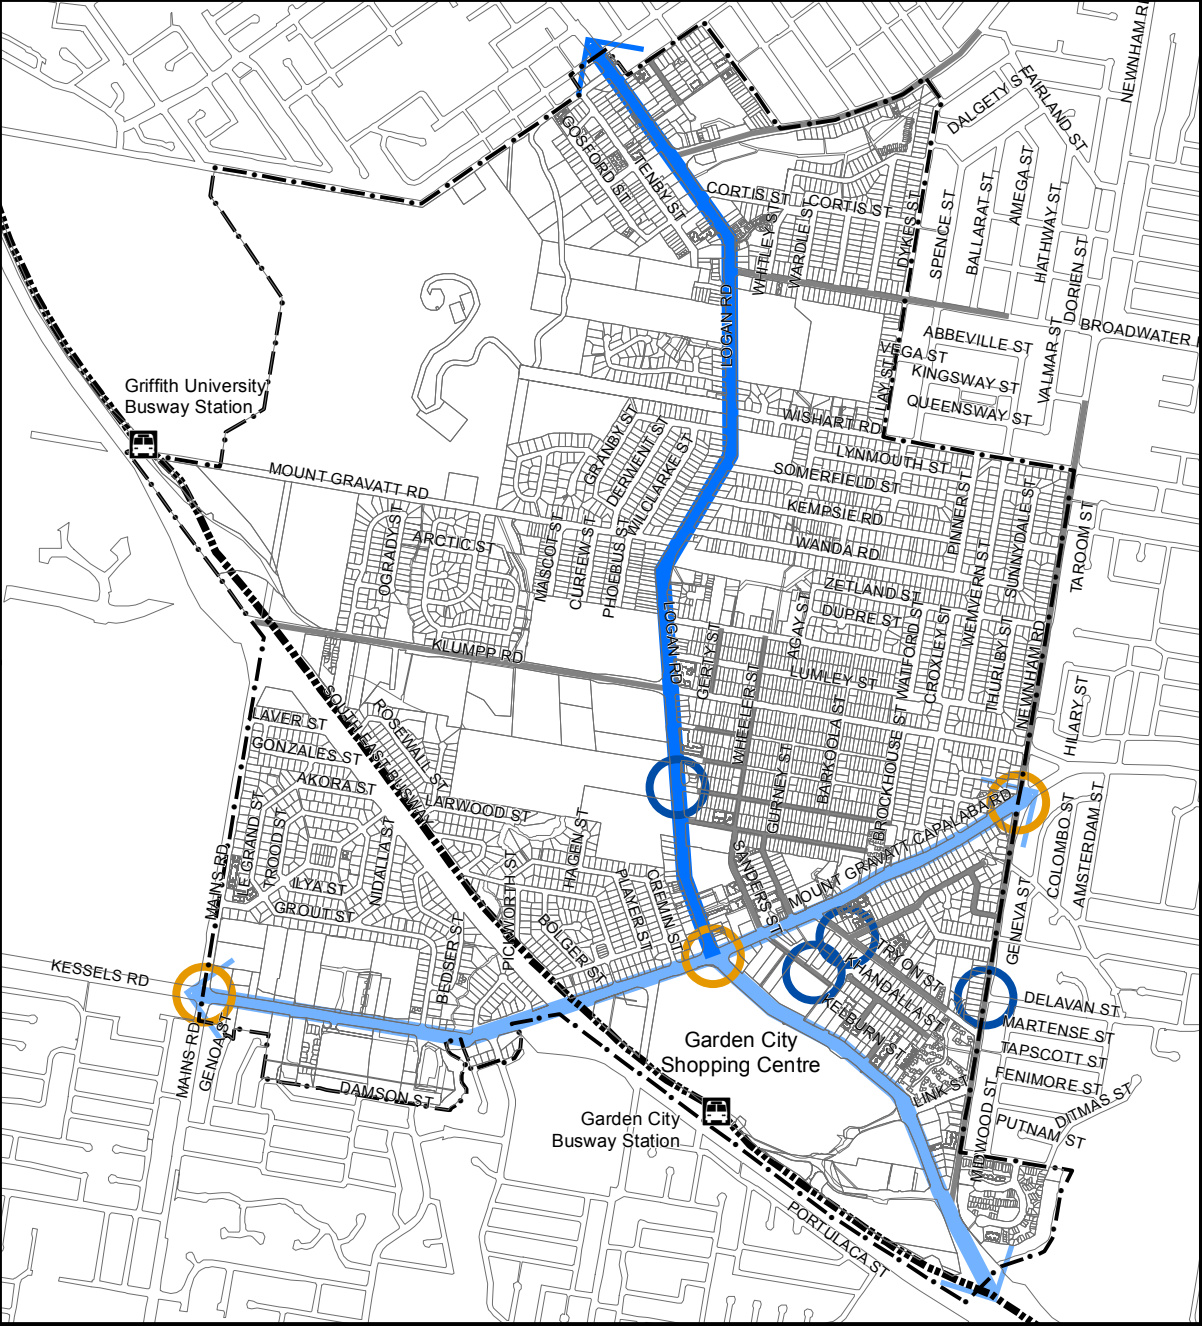 NEWNHAM R
FAIRLAND ST
DALGETY S
GOSFORD ST
TENBY ST
CORTIS ST
CORTIS ST
WHITLEY ST
WARDLE ST
DYKES ST
SPENCE ST
BALLARAT ST
AMEGA ST
HATHWAY ST
DORIEN ST
LOGAN RD
ABBEVILLE ST
BROADWATER
VEGA ST
KINGSWAY ST
VALMAR ST
QUEENSWAY ST
LAY ST
Griffith University
Busway Station
WISHART RD
GRANBY ST
DERWENT ST
WILCLARKE ST
LYNMOUTH ST
SOMERFIELD ST
MOUNT GRAVATT RD
KEMPSIE RD
PINNER ST
SUNNYDALE ST
TAROOM ST
OGRADY ST
ARCTIC ST
MASCOT ST
CURTEW ST
PHOEBUS ST
WANDA RD
ZETLAND ST
DUPRE ST
WEMVERN ST
AGAY ST
WATFORD ST
CROXLEY ST
THURLBY ST
KLUMPP RD
LOGAN RD
GERTY ST
LUMLEY ST
NEWNHAM RD
HILARY ST
LAVER ST
SOUTH EAST BUSWAY
ROSEWALL ST
WHEELER ST
GONZALES ST
BARKOOLA ST
BROCKHOUSE ST
AKORA ST
LARWOOD ST
GURNEY ST
LE GRAND ST
TROOD ST
NDALLA ST
HAGEN ST
MOUNT GRAVATT CAPALABA RD
COLOMBO ST
AMSTERDAM ST
MAINS RD
ILYA ST
PICKWORTH ST
PLAYER ST
CREMIN ST
SANDERS ST
GROUT ST
BOLGER ST
GENEVA ST
BEDSER ST
TRYON ST
KHANDALLA ST
KESSELS RD
KELBURN ST
DELAVAN ST
MARTENSE ST
Garden City
Shopping Centre
TAPSCOTT ST
MAINS RD
GENOA ST
DAMSON ST
LINK ST
FENIMORE ST
DITMAS ST
Garden City
Busway Station
PUTNAM ST
MIDWOOD ST
PORTULACA ST